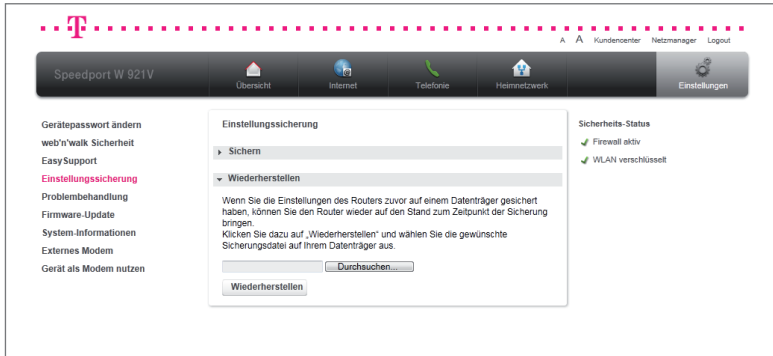 T
A A Kundencenter Netzmanager Logout
Speedport W 921V
Übersicht Internet Telefonie Heimnetzwerk Einstellungen
Gerätepasswort ändern
web'n'walk Sicherheit
EasySupport
Einstellungssicherung
Problembehandlung
Firmware-Update
System-Informationen
Externes Modem
Gerät als Modem nutzen
Einstellungssicherung
Sichern
Wiederherstellen
Wenn Sie die Einstellungen des Routers zuvor auf einem Datenträger gesichert
haben, können Sie den Router wieder auf den Stand zum Zeitpunkt der Sicherung
bringen.
Klicken Sie dazu auf „Wiederherstellen" und wählen Sie die gewünschte
Sicherungsdatei auf Ihrem Datenträger aus.
Durchsuchen...
Wiederherstellen
Sicherheits-Status
Firewall aktiv
WLAN verschlüsselt